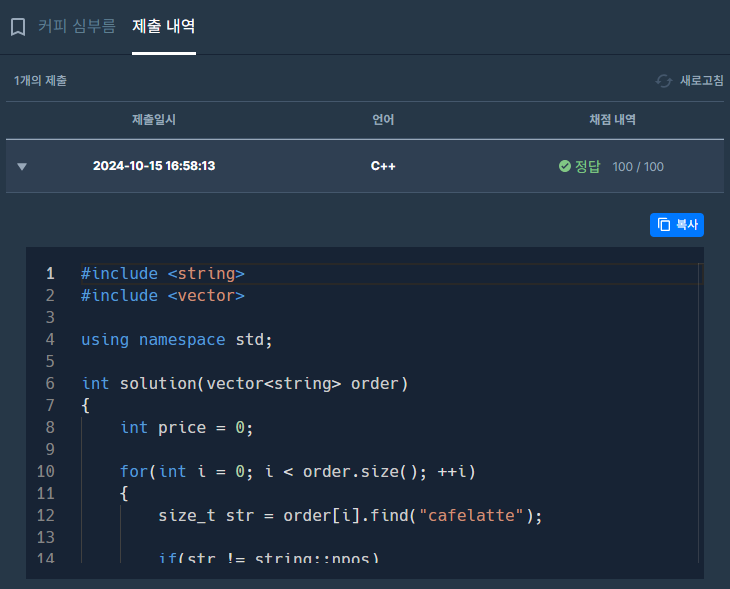 커피 심부름 제출 내역
1개의 제출 새로고침
제출일시 언어 채점 내역
2024-10-15 16:58:13 C++ 정답 100 / 100
복사
1 #include <string>
2 #include <vector>
3
4 using namespace std;
5
6 int solution(vector<string> order)
7 {
8 int price = 0;
9
10 for(int i = 0; i < order.size(); ++i)
11 {
12 size_t str = order[i].find("cafelatte");
13
14 if(str != string::npos)